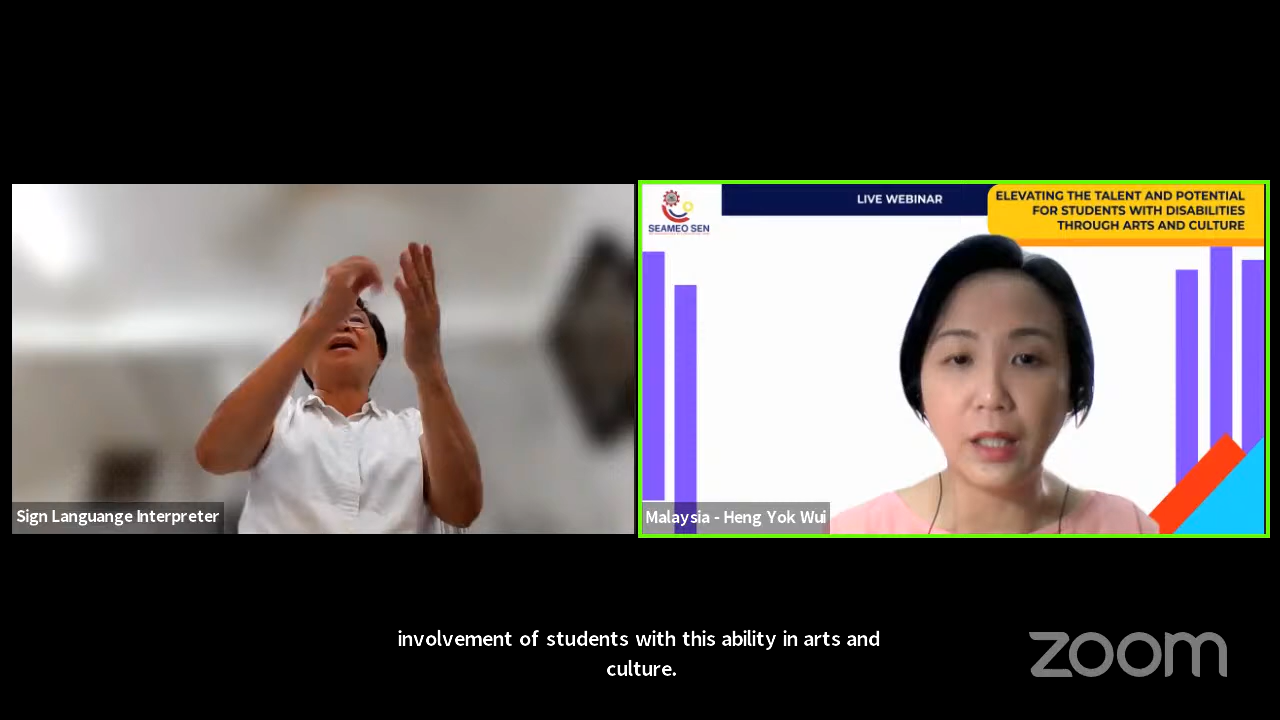 LIVE WEBINAR
ELEVATING THE TALENT AND POTENTIAL
FOR STUDENTS WITH DISABILITIES
THROUGH ARTS AND CULTURE
SEAMEO SEN
Sign Languange Interpreter
Malaysia - Heng Yok Wui
involvement of students with this ability in arts and
culture.
zoom